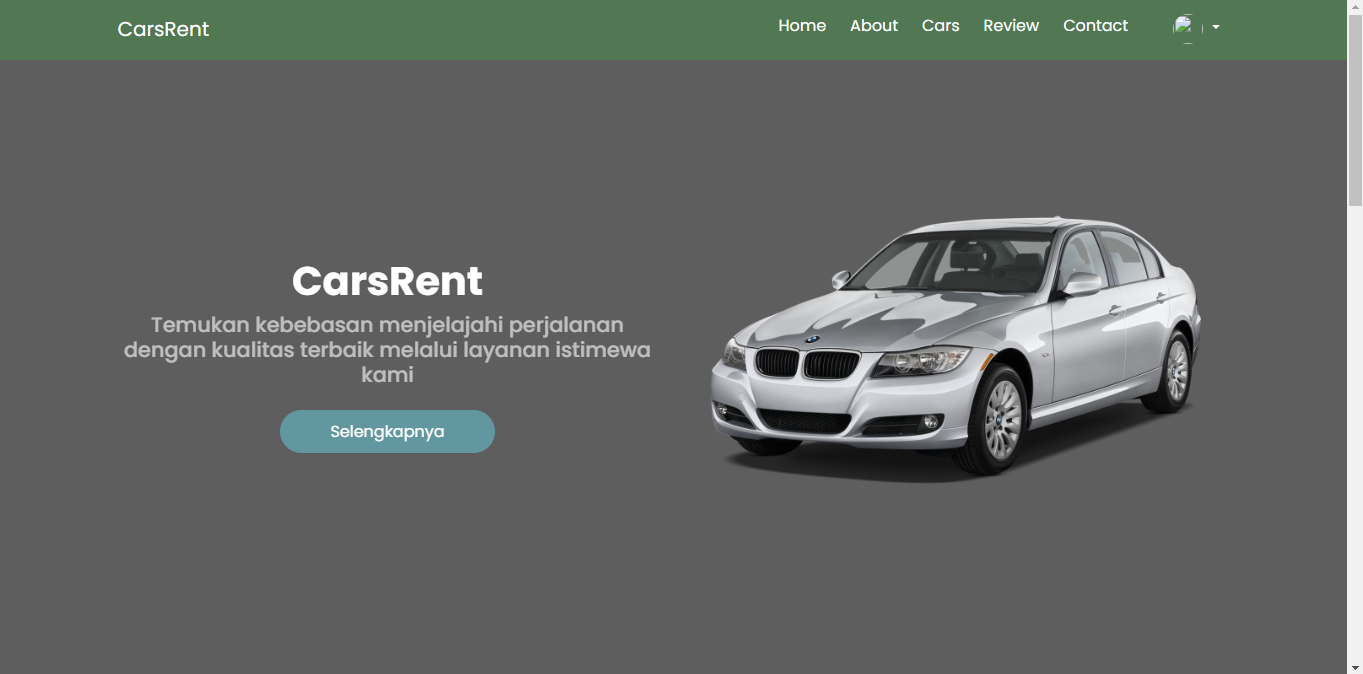 CarsRent
Home About Cars Review Contact
CarsRent
Temukan kebebasan menjelajahi perjalanan
dengan kualitas terbaik melalui layanan istimewa
kami
Selengkapnya